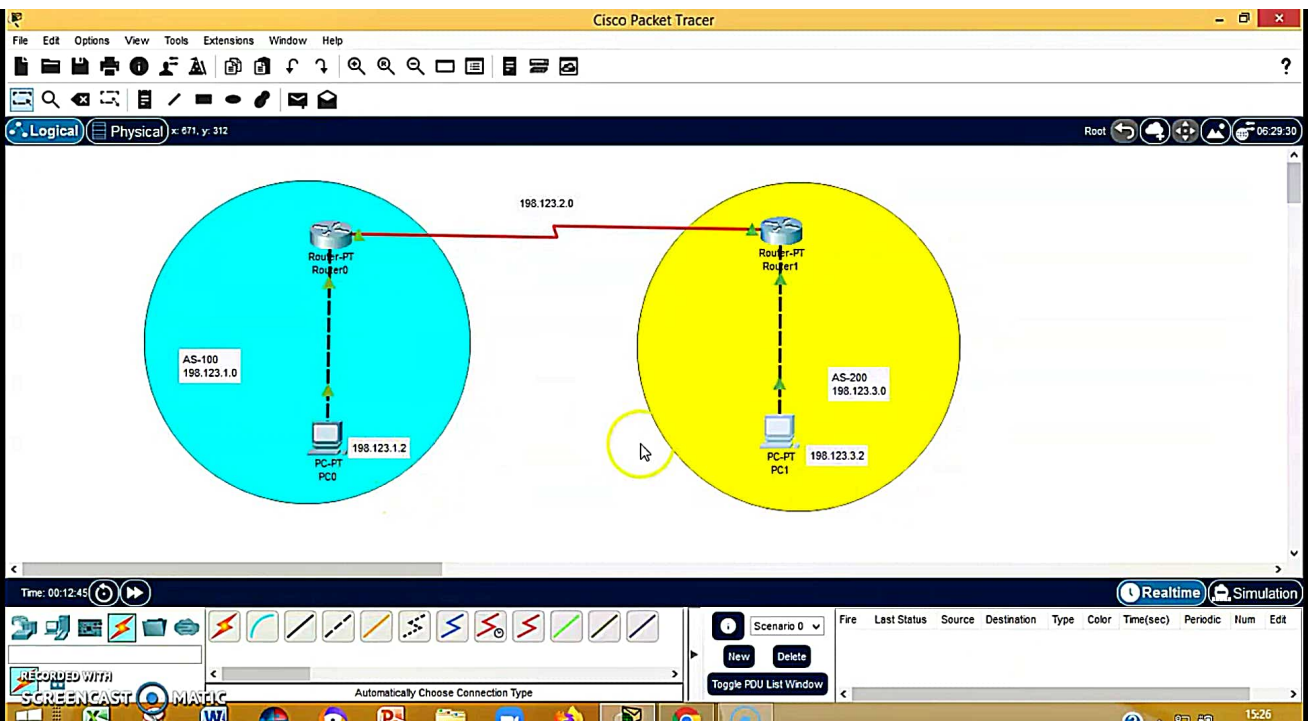 Cisco Packet Tracer
File Edit Options View Tools Extensions Window Help
?
Logical Physical x: 671, y: 312 Root 06:29:30
198.123.2.0
Router-PT
Router0
Router-PT
Router1
AS-100
198.123.1.0
AS-200
198.123.3.0
198.123.1.2
PC-PT
PC0
198.123.3.2
PC-PT
PC1
Time: 00:12:45 Realtime Simulation
Scenario 0
New Delete
Toggle PDU List Window
Fire Last Status Source Destination Type Color Time(sec) Periodic Num Edit
Automatically Choose Connection Type
RECORDED WITH
SCREENCAST O MATIC
15:26